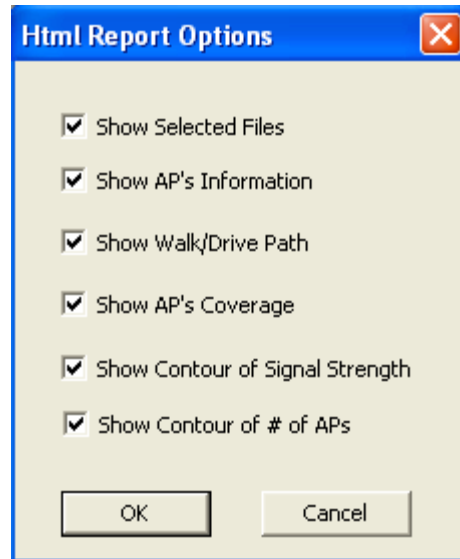 Html Report Options
Show Selected Files
Show AP's Information
Show Walk/Drive Path
Show AP's Coverage
Show Contour of Signal Strength
Show Contour of # of APs
OK
Cancel